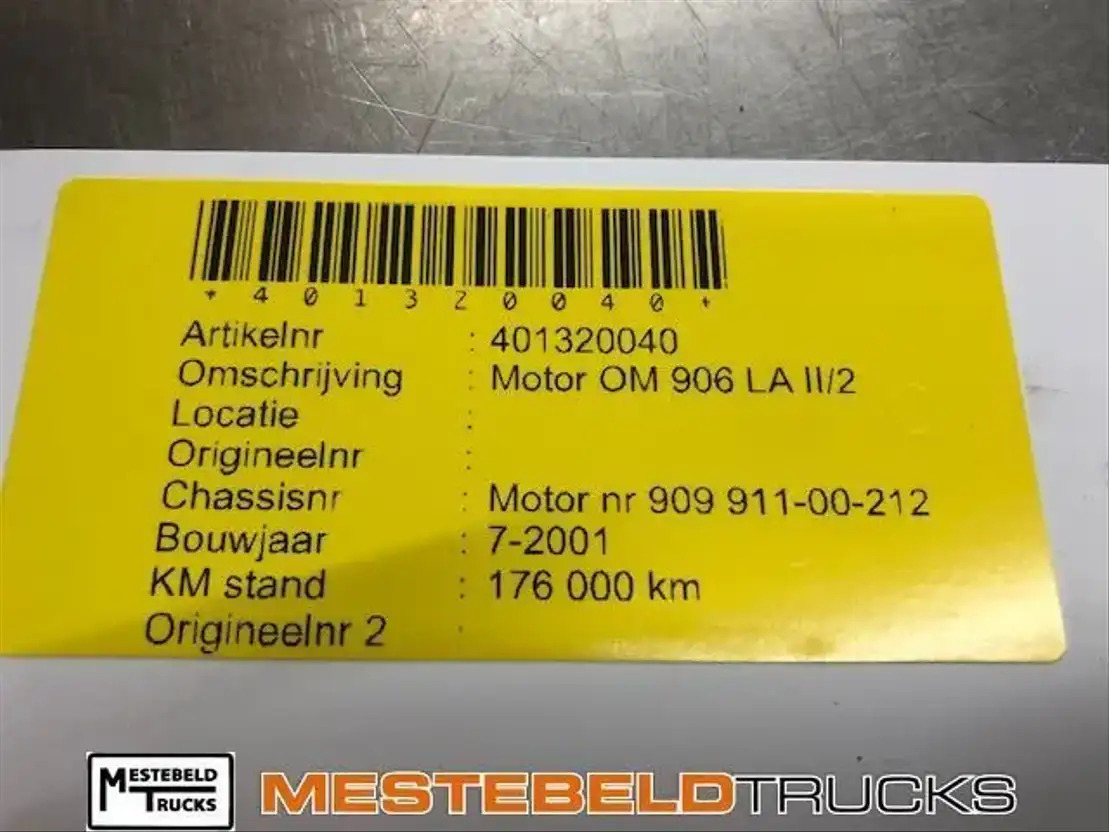 *401320040*
Artikelnr : 401320040
Omschrijving : Motor OM 906 LA II/2
Locatie :
Origineelnr :
Chassisnr : Motor nr 909 911-00-212
Bouwjaar : 7-2001
KM stand : 176 000 km
Origineelnr 2 :
MESTEBELD
TRUCKS
MESTEBELDTRUCKS